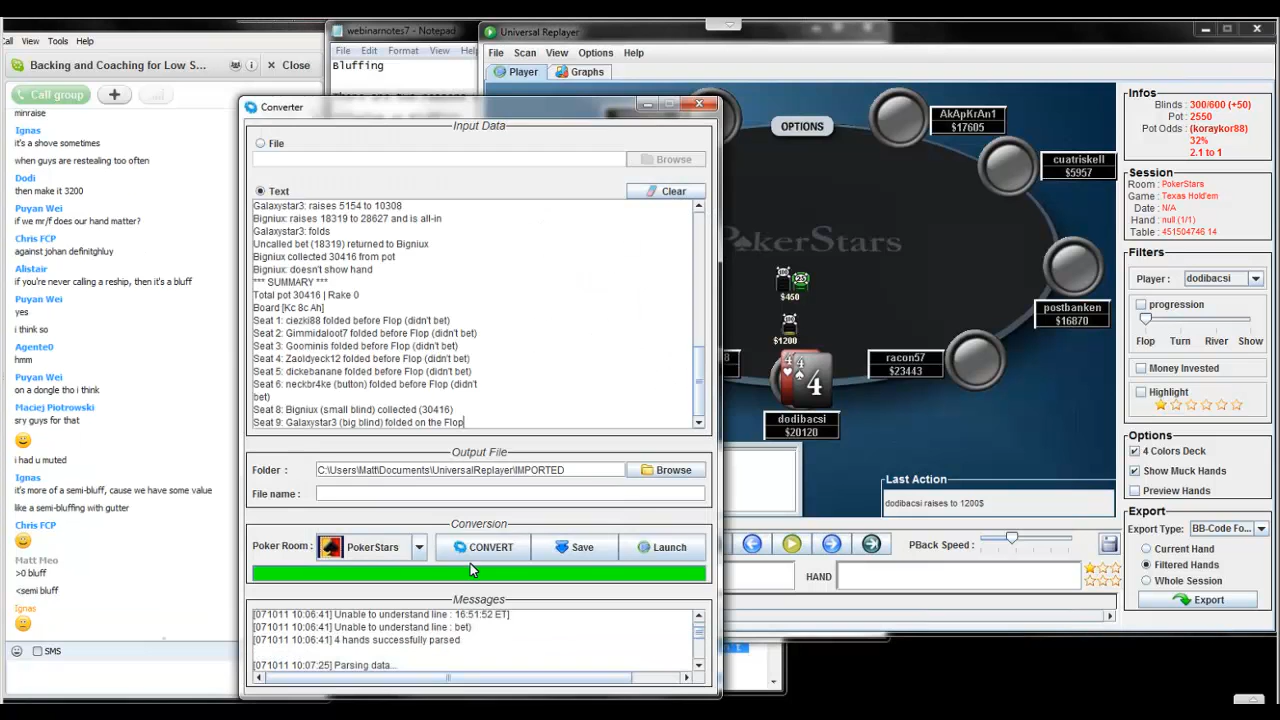 Call View Tools Help
Backing and Coaching for Low S...
Close
Call group
minraise
Ignas
it's a shove sometimes
when guys are restealing too often
Dodi
then make it 3200
Puyan Wei
if we mr/f does our hand matter?
Chris FCP
against johan definitghluy
Alistair
if you're never calling a reship, then it's a bluff
Puyan Wei
yes
i think so
Agente0
hmm
Puyan Wei
on a dongle tho i think
Maciej Piotrowski
sry guys for that
i had u muted
Ignas
it's more of a semi-bluff, cause we have some value
like a semi-bluffing with gutter
Chris FCP
Matt Meo
>0 bluff
<semi bluff
Ignas
SMS
webinarnotes7 - Notepad
File Edit Format View
Bluffing
Converter
Input Data
File
Browse
Text
Clear
Galaxystar3: raises 5154 to 10308
Bigniux: raises 18319 to 28627 and is all-in
Galaxystar3: folds
Uncalled bet (18319) returned to Bigniux
Bigniux collected 30416 from pot
Bigniux: doesn't show hand
*** SUMMARY ***
Total pot 30416 | Rake 0
Board [Kc 8c Ah]
Seat 1: ciezki88 folded before Flop (didn't bet)
Seat 2: Gimmidaloot7 folded before Flop (didn't bet)
Seat 3: Goominis folded before Flop (didn't bet)
Seat 4: Zaoldyeck12 folded before Flop (didn't bet)
Seat 5: dickebanane folded before Flop (didn't bet)
Seat 6: neckbr4ke (button) folded before Flop (didn't
bet)
Seat 8: Bigniux (small blind) collected (30416)
Seat 9: Galaxystar3 (big blind) folded on the Flop
Output File
Folder : C:\Users\Matt\Documents\UniversalReplayer\IMPORTED
Browse
File name :
Conversion
Poker Room : PokerStars
CONVERT
Save
Launch
Messages
[071011 10:06:41] Unable to understand line : 16:51:52 ET]
[071011 10:06:41] Unable to understand line : bet)
[071011 10:06:41] 4 hands successfully parsed
[071011 10:07:25] Parsing data...
Universal Replayer
File Scan View Options Help
Player
Graphs
OPTIONS
AkApKrAn1
$17605
cuatriskell
$5957
postbanken
$16870
racon57
$23443
PokerStars
$450
$1200
4
dodibacsi
$20120
Last Action
dodibacsi raises to 1200$
PBack Speed :
HAND
Infos
Blinds : 300/600 (+50)
Pot : 2550
Pot Odds : (koraykor88)
32%
2.1 to 1
Session
Room : PokerStars
Game : Texas Hold'em
Date : N/A
Hand : null (1/1)
Table : 451504746 14
Filters
Player : dodibacsi
progression
Flop Turn River Show
Money Invested
Highlight
Options
4 Colors Deck
Show Muck Hands
Preview Hands
Export
Export Type: BB-Code Fo...
Current Hand
Filtered Hands
Whole Session
Export